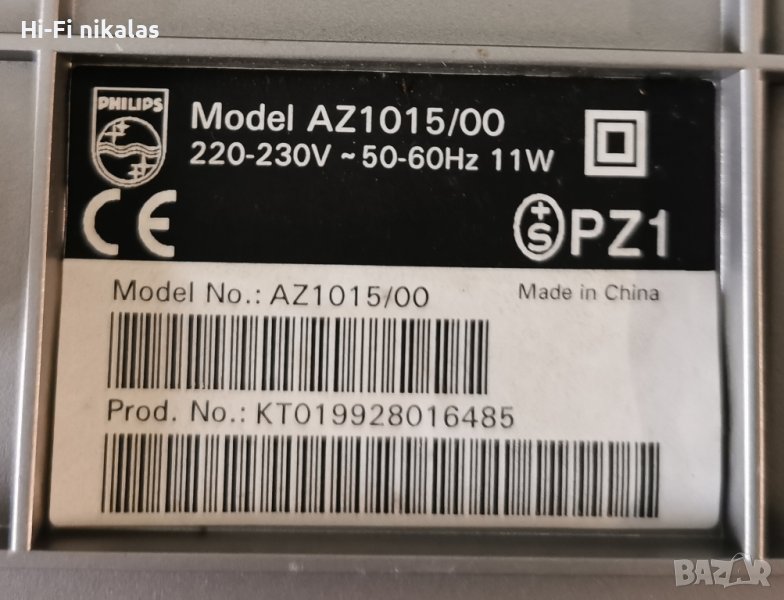 Hi-Fi nikalas
PHILIPS
Model AZ1015/00
220-230V ~ 50-60Hz 11W
CE
+S PZ1
Model No.: AZ1015/00
Made in China
Prod. No.: KT019928016485
BAZAR